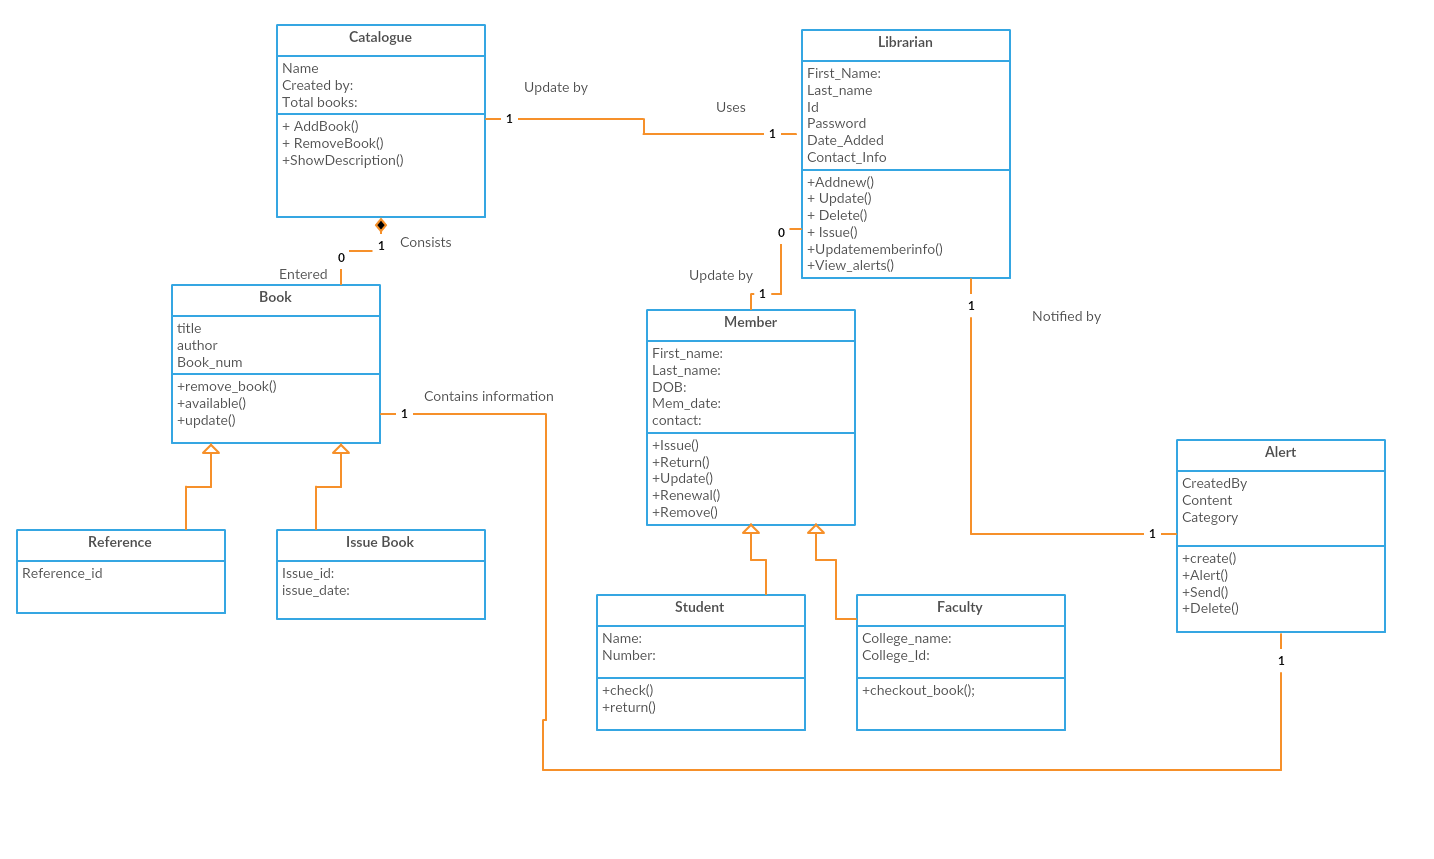 Catalogue
Name
Created by:
Total books:
+ AddBook()
+ RemoveBook()
+ShowDescription()
Update by
1
Uses
1
Librarian
First_Name:
Last_name
Id
Password
Date_Added
Contact_Info
+Addnew()
+ Update()
+ Delete()
+ Issue()
+Updatememberinfo()
+View_alerts()
1
Consists
0
Entered
Book
title
author
Book_num
+remove_book()
+available()
+update()
0
Update by
1
Member
First_name:
Last_name:
DOB:
Mem_date:
contact:
+Issue()
+Return()
+Update()
+Renewal()
+Remove()
1
Notified by
Contains information
1
Alert
CreatedBy
Content
Category
+create()
+Alert()
+Send()
+Delete()
1
1
Reference
Reference_id
Issue Book
Issue_id:
issue_date:
Student
Name:
Number:
+check()
+return()
Faculty
College_name:
College_Id:
+checkout_book();